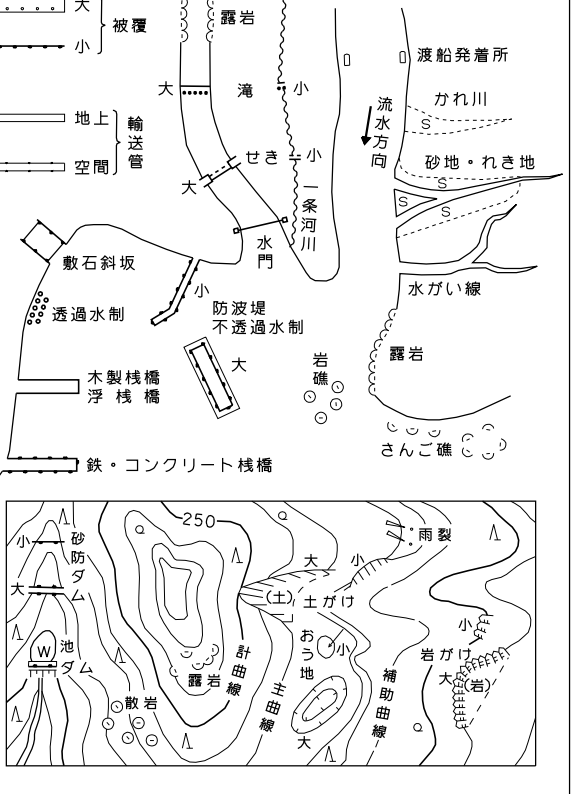 大
被覆
小
露岩
渡船発着所
大
滝
小
かれ川
地上
輸送管
流水方向
S
せき
小
砂地・れき地
空間
大
S
一条河川
S
S
水門
敷石斜坂
小
水がい線
透過水制
防波堤
不透過水制
大
岩礁
露岩
木製桟橋
浮桟橋
さんご礁
鉄・コンクリート桟橋
250
小
砂防ダム
雨裂
大
小
大
(土)
土がけ
小
W
池
ダム
おう地
小
岩がけ
計曲線
露岩
大
(岩)
補助曲線
主曲線
散岩
大